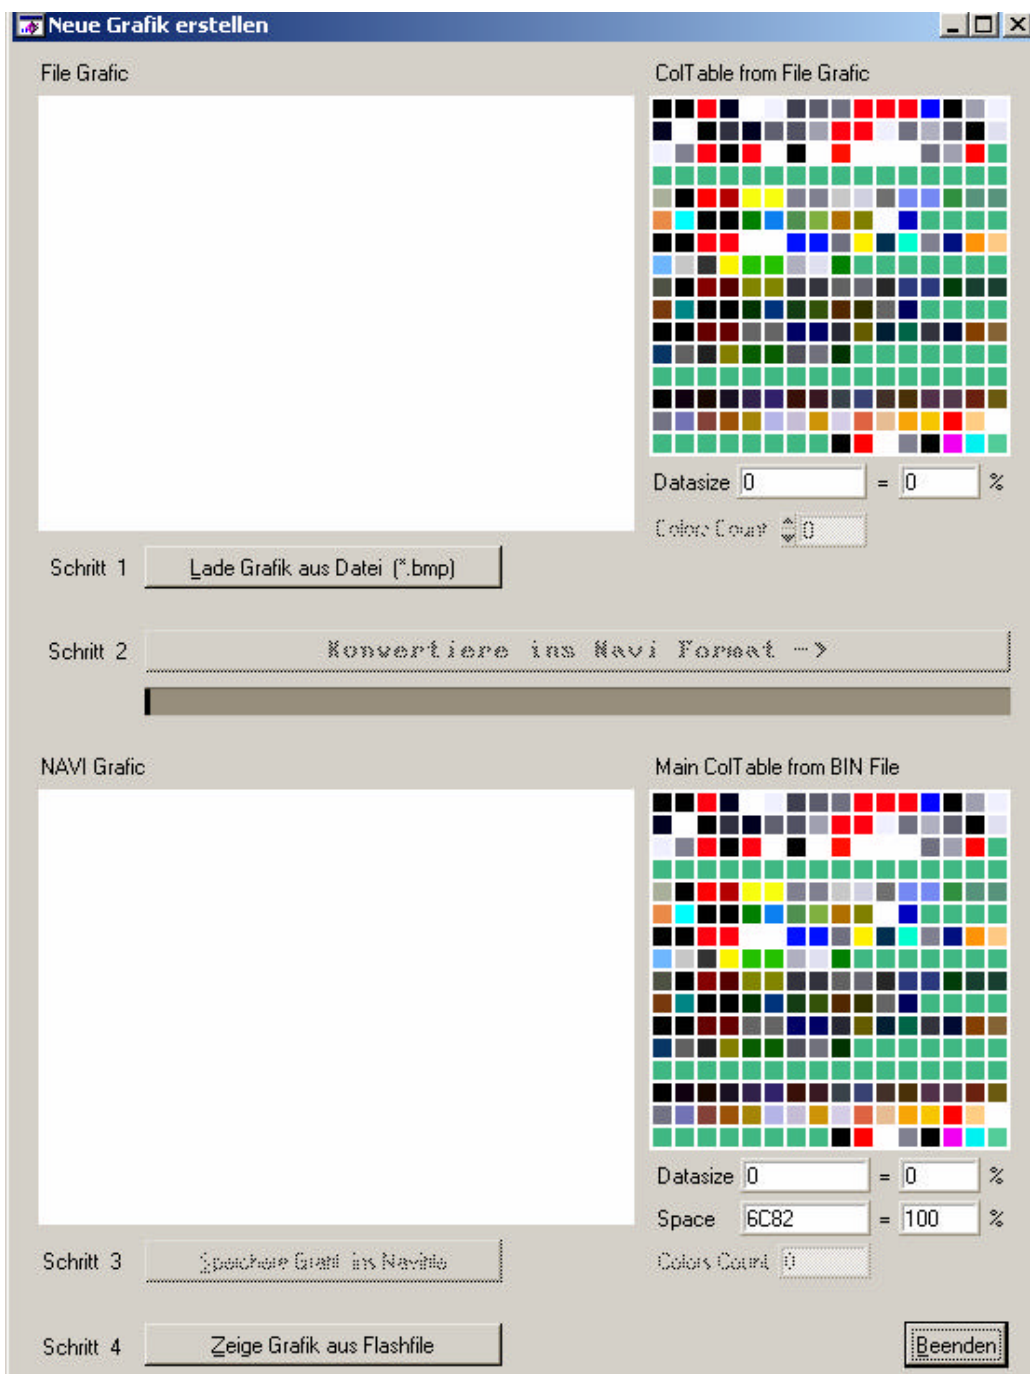 Neue Grafik erstellen
File Grafic
ColTable from File Grafic
Datasize 0 = 0 %
Colors Count 0
Schritt 1 Lade Grafik aus Datei (*.bmp)
Schritt 2 Konvertiere ins Navi Format ->
NAVI Grafic
Main ColTable from BIN File
Datasize 0 = 0 %
Space 6C82 = 100 %
Schritt 3 Speichere Grafik ins Navifile
Colors Count 0
Schritt 4 Zeige Grafik aus Flashfile
Beenden